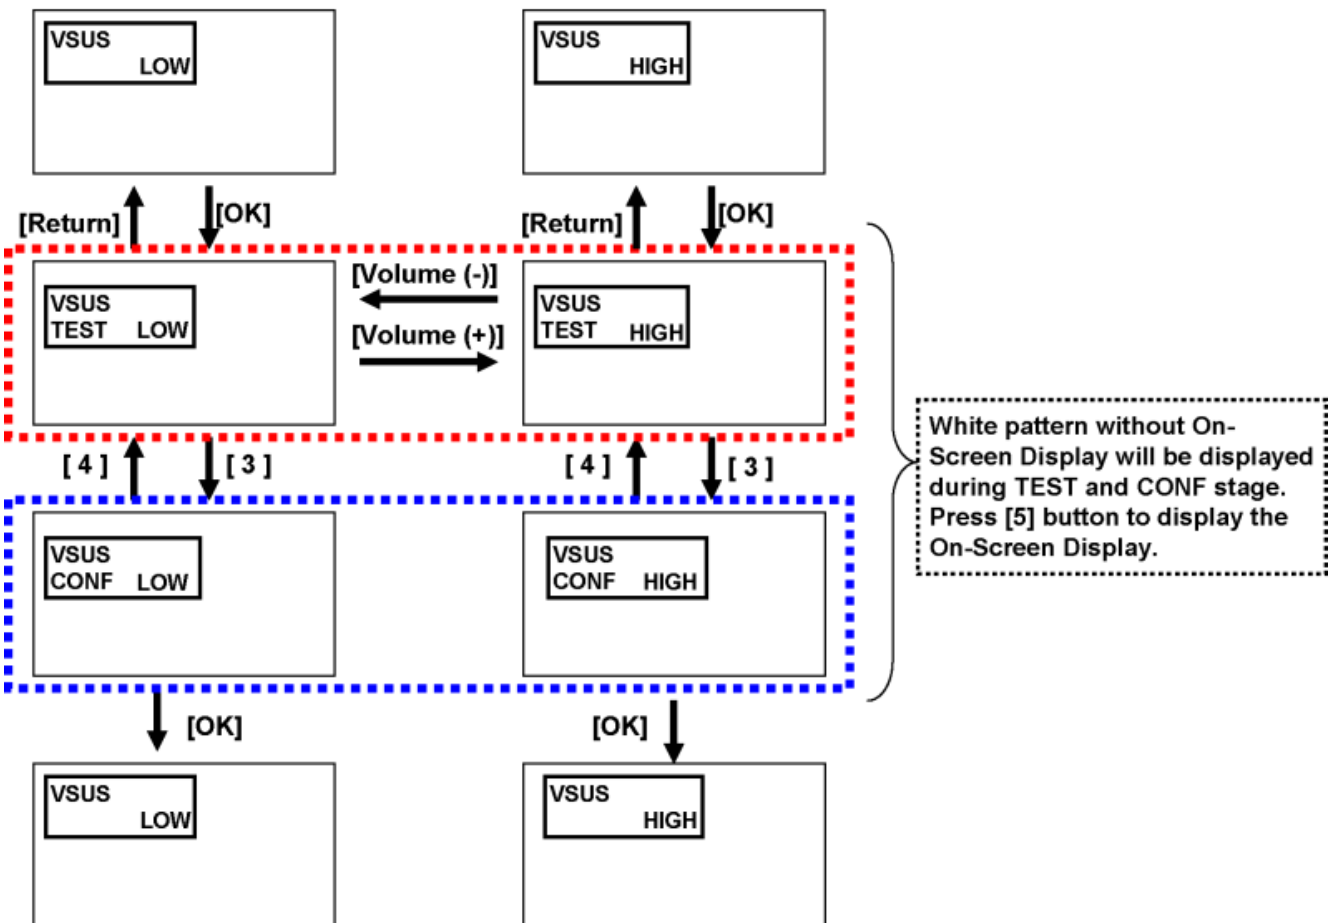 VSUS
LOW
VSUS
HIGH
[Return]
[OK]
[Return]
[OK]
VSUS
TEST LOW
[Volume (-)]
[Volume (+)]
VSUS
TEST HIGH
[ 4 ]
[ 3 ]
[ 4 ]
[ 3 ]
White pattern without On-
Screen Display will be displayed
during TEST and CONF stage.
Press [5] button to display the
On-Screen Display.
VSUS
CONF LOW
VSUS
CONF HIGH
[OK]
[OK]
VSUS
LOW
VSUS
HIGH